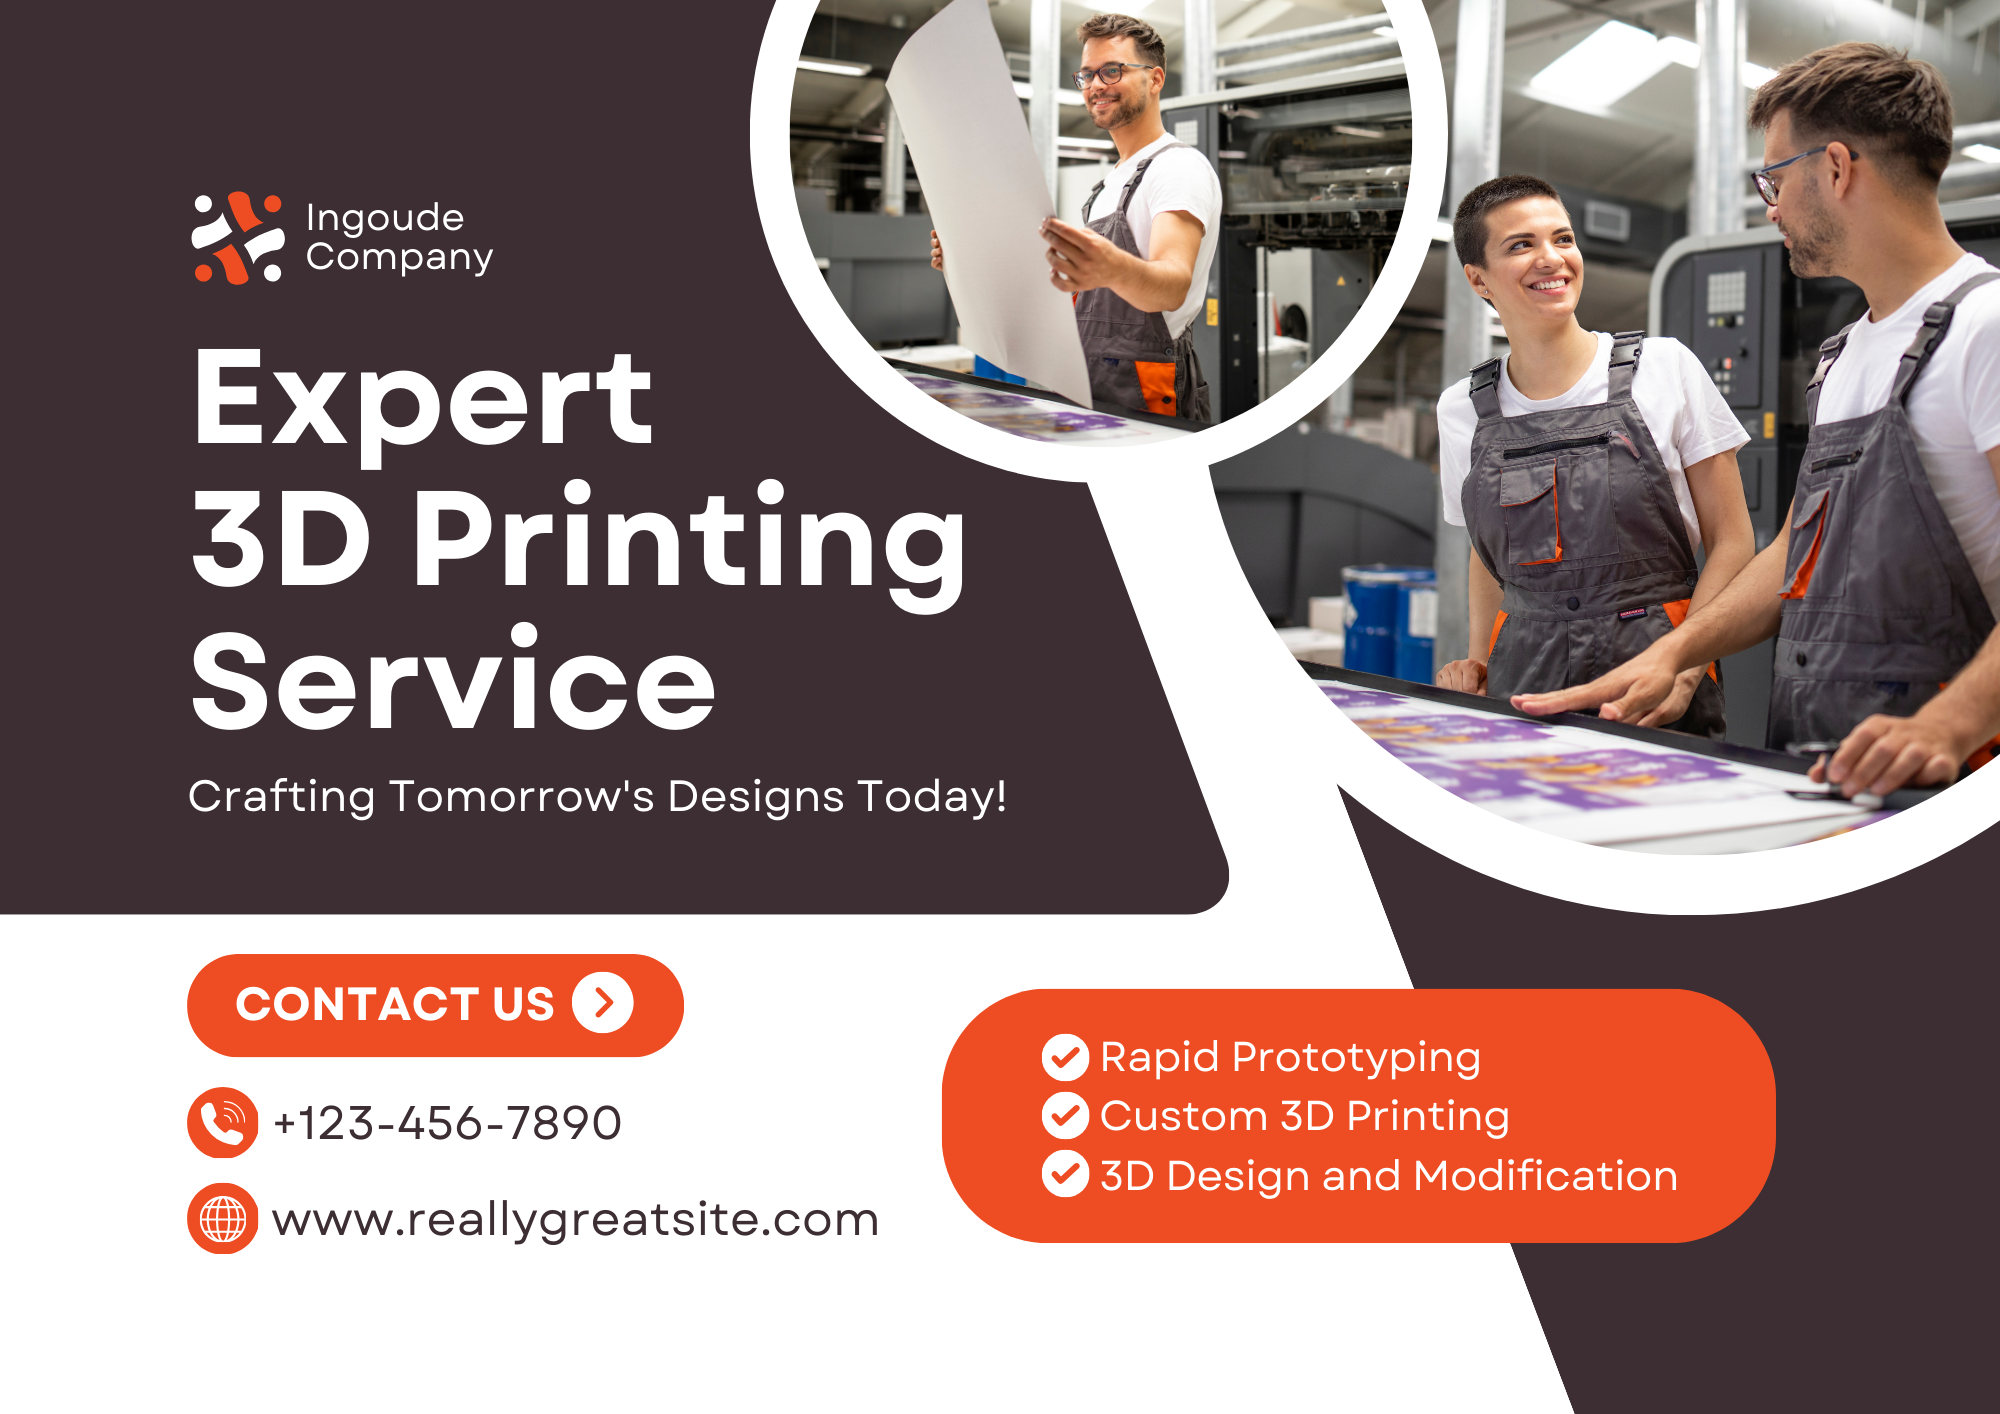 Ingoude
Company
Expert
3D Printing
Service
Crafting Tomorrow's Designs Today!
CONTACT US
+123-456-7890
www.reallygreatsite.com
Rapid Prototyping
Custom 3D Printing
3D Design and Modification